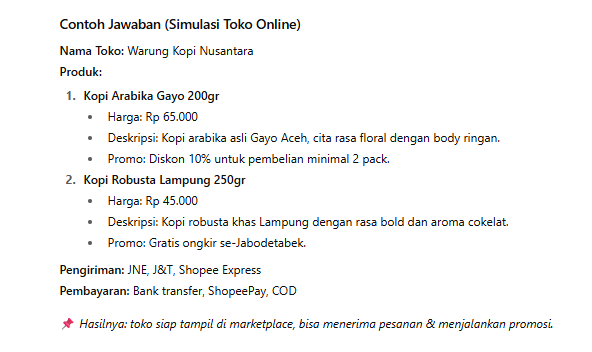 Contoh Jawaban (Simulasi Toko Online)
Nama Toko: Warung Kopi Nusantara
Produk:
1. Kopi Arabika Gayo 200gr
• Harga: Rp 65.000
• Deskripsi: Kopi arabika asli Gayo Aceh, cita rasa floral dengan body ringan.
• Promo: Diskon 10% untuk pembelian minimal 2 pack.
2. Kopi Robusta Lampung 250gr
• Harga: Rp 45.000
• Deskripsi: Kopi robusta khas Lampung dengan rasa bold dan aroma cokelat.
• Promo: Gratis ongkir se-Jabodetabek.
Pengiriman: JNE, J&T, Shopee Express
Pembayaran: Bank transfer, ShopeePay, COD
📌 Hasilnya: toko siap tampil di marketplace, bisa menerima pesanan & menjalankan promosi.